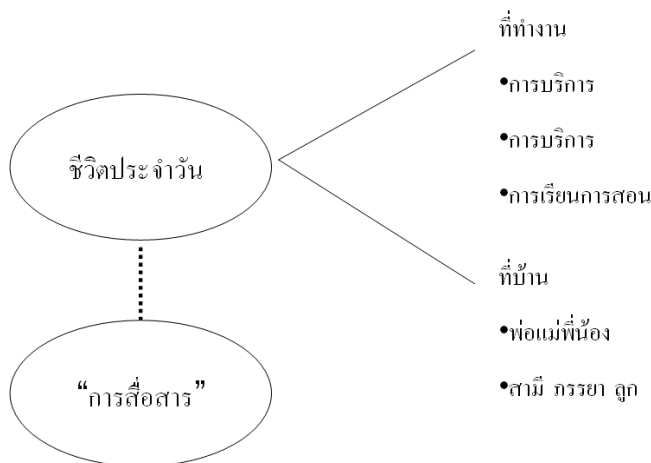 ที่ทำงาน
•การบริการ
•การบริการ
•การเรียนการสอน
ชีวิตประจำวัน
ที่บ้าน
•พ่อแม่พี่น้อง
•สามี ภรรยา ลูก
“การสื่อสาร”